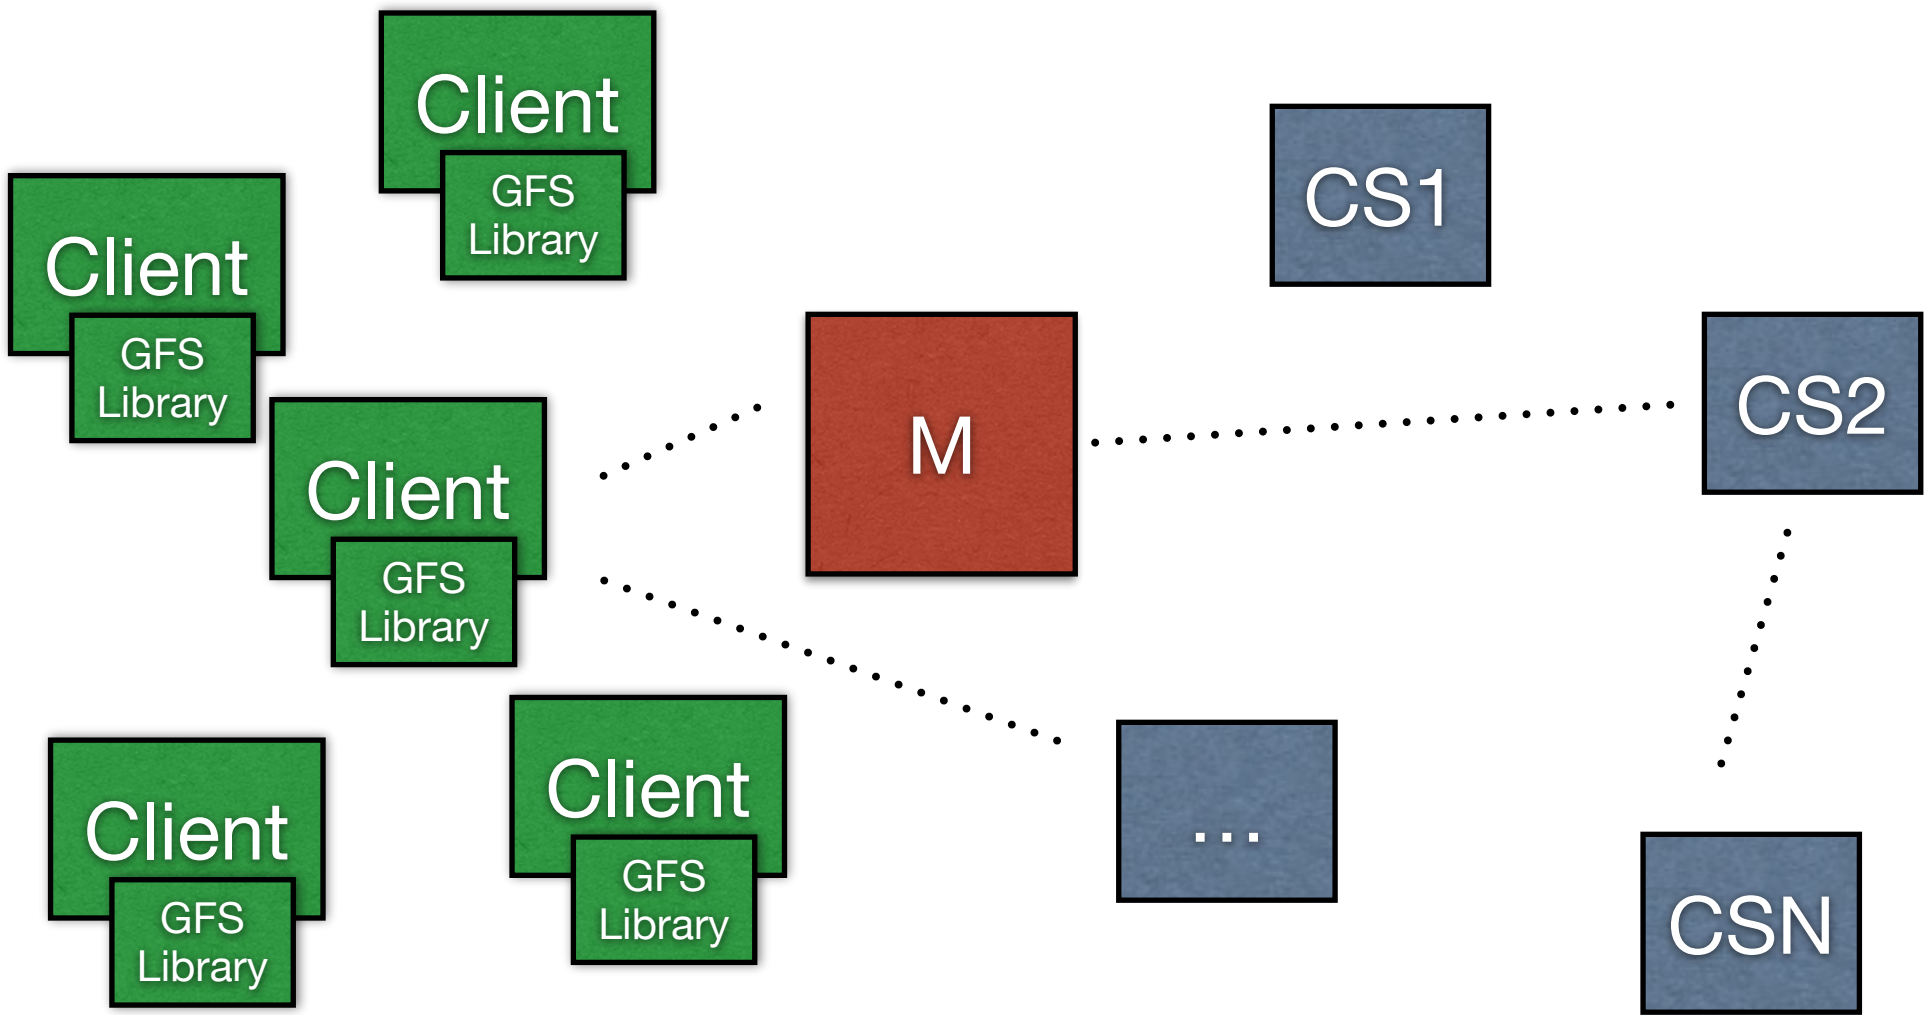 Client
GFS
Library
Client
GFS
Library
Client
GFS
Library
Client
GFS
Library
Client
GFS
Library
M
CS1
CS2
...
CSN